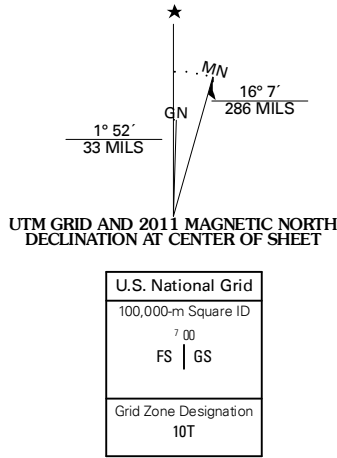 ★
MN
16° 7´
286 MILS
GN
1° 52´
33 MILS
UTM GRID AND 2011 MAGNETIC NORTH
DECLINATION AT CENTER OF SHEET
U.S. National Grid
100,000-m Square ID
7 00
FS | GS
Grid Zone Designation
10T